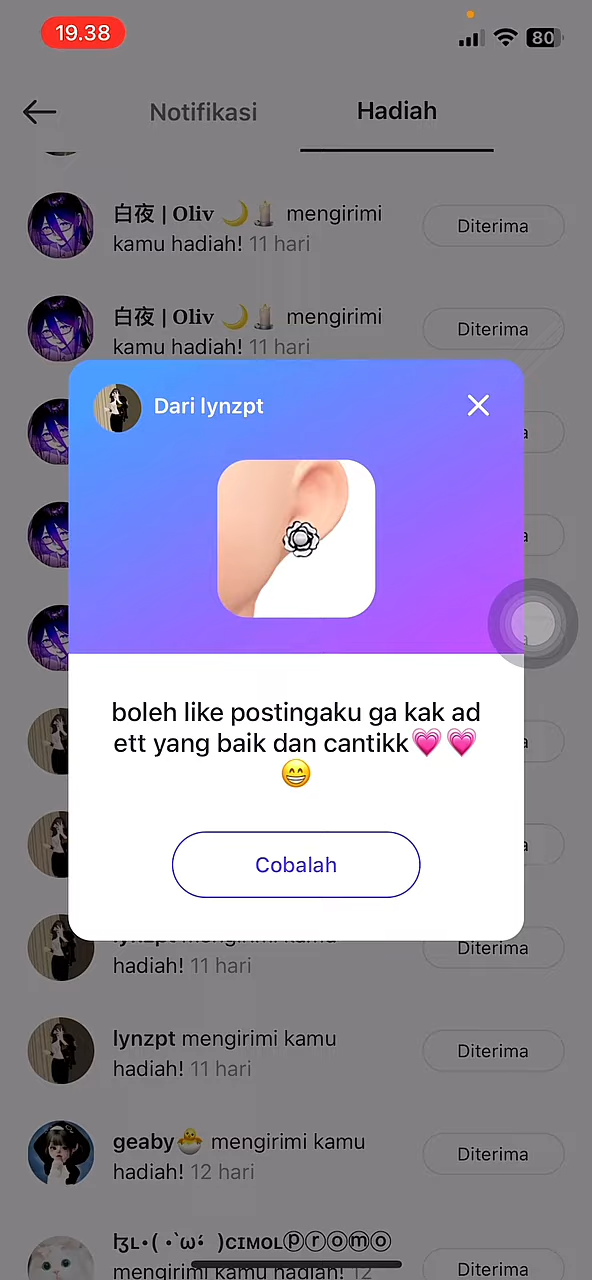 19.38
80
Notifikasi
Hadiah
白夜 | Oliv 🌙🕯️ mengirimi
kamu hadiah! 11 hari
Diterima
白夜 | Oliv 🌙🕯️ mengirimi
kamu hadiah! 11 hari
Diterima
Dari lynzpt
boleh like postingaku ga kak ad
ett yang baik dan cantikk💗💗
😁
Cobalah
lynzpt mengirimi kamu
hadiah! 11 hari
Diterima
lynzpt mengirimi kamu
hadiah! 11 hari
Diterima
geaby🐣 mengirimi kamu
hadiah! 12 hari
Diterima
mengirimi kamu hadiah! 12
Diterima